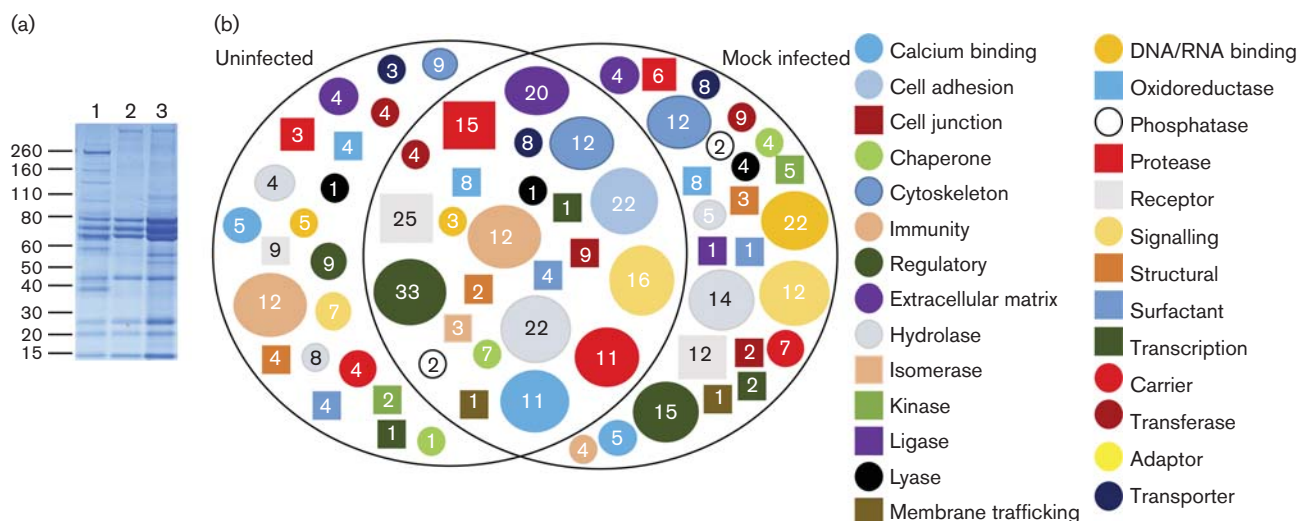 (a)
1 2 3
260
160
110
80
60
50
40
30
20
15
(b)
Uninfected
Mock infected
3 9
4 4
3 4
4 1
5 5
9 9
12 7
4 8 4
4 2
1 1
20
15 8 12
4 8 1 1 22
25 3 12 9
33 2 4 16
3 22
2 7 11
1 11
4 6 8
12 2 9 4
4 5
8 3
5 22
1 1
14 12
12 2 7
15 1 2
4 5
Calcium binding
Cell adhesion
Cell junction
Chaperone
Cytoskeleton
Immunity
Regulatory
Extracellular matrix
Hydrolase
Isomerase
Kinase
Ligase
Lyase
Membrane trafficking
DNA/RNA binding
Oxidoreductase
Phosphatase
Protease
Receptor
Signalling
Structural
Surfactant
Transcription
Carrier
Transferase
Adaptor
Transporter